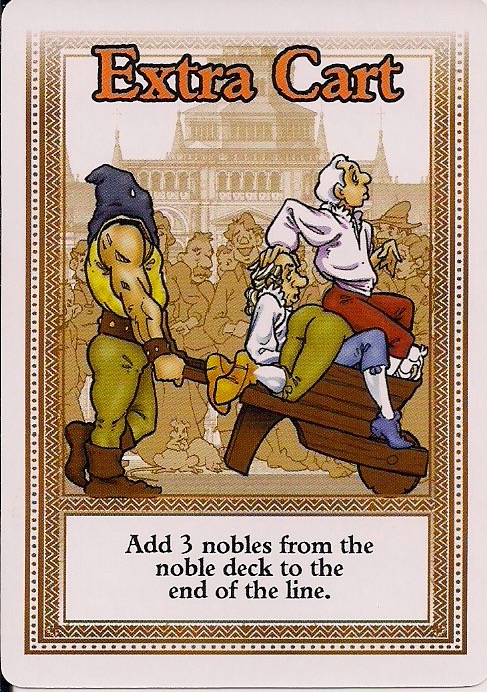 Extra Cart
Add 3 nobles from the
noble deck to the
end of the line.